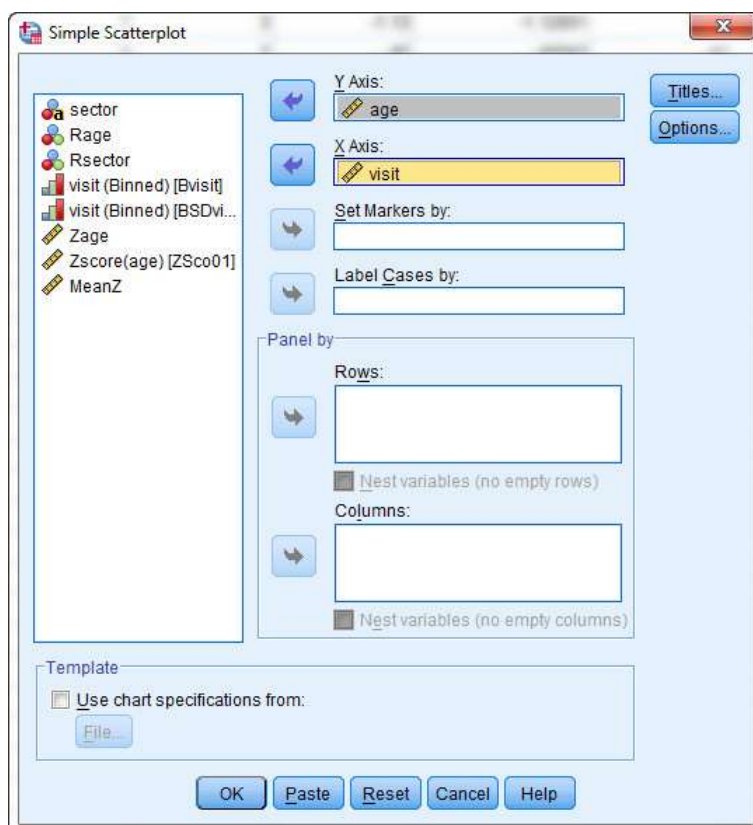 Simple Scatterplot
sector
Rage
Rsector
visit (Binned) [Bvisit]
visit (Binned) [BSDvi...
Zage
Zscore(age) [ZSco01]
MeanZ
Y Axis:
age
X Axis:
visit
Set Markers by:
Label Cases by:
Panel by
Rows:
Nest variables (no empty rows)
Columns:
Nest variables (no empty columns)
Titles...
Options...
Template
Use chart specifications from:
File...
OK Paste Reset Cancel Help